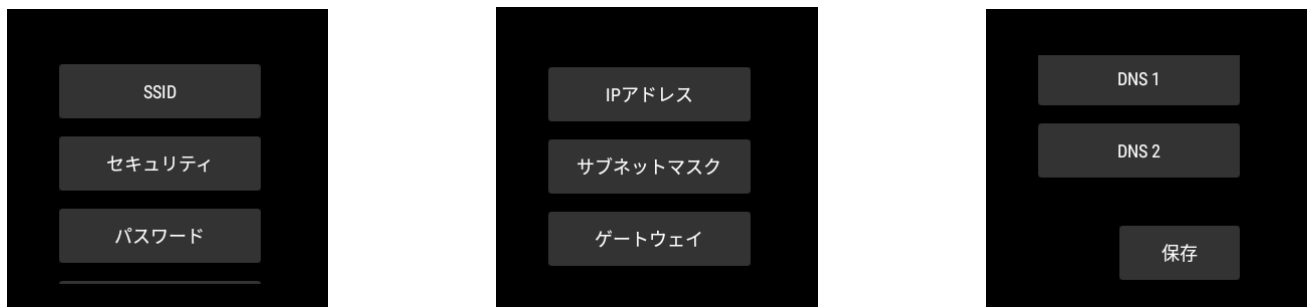 SSID
セキュリティ
パスワード
IPアドレス
サブネットマスク
ゲートウェイ
DNS 1
DNS 2
保存